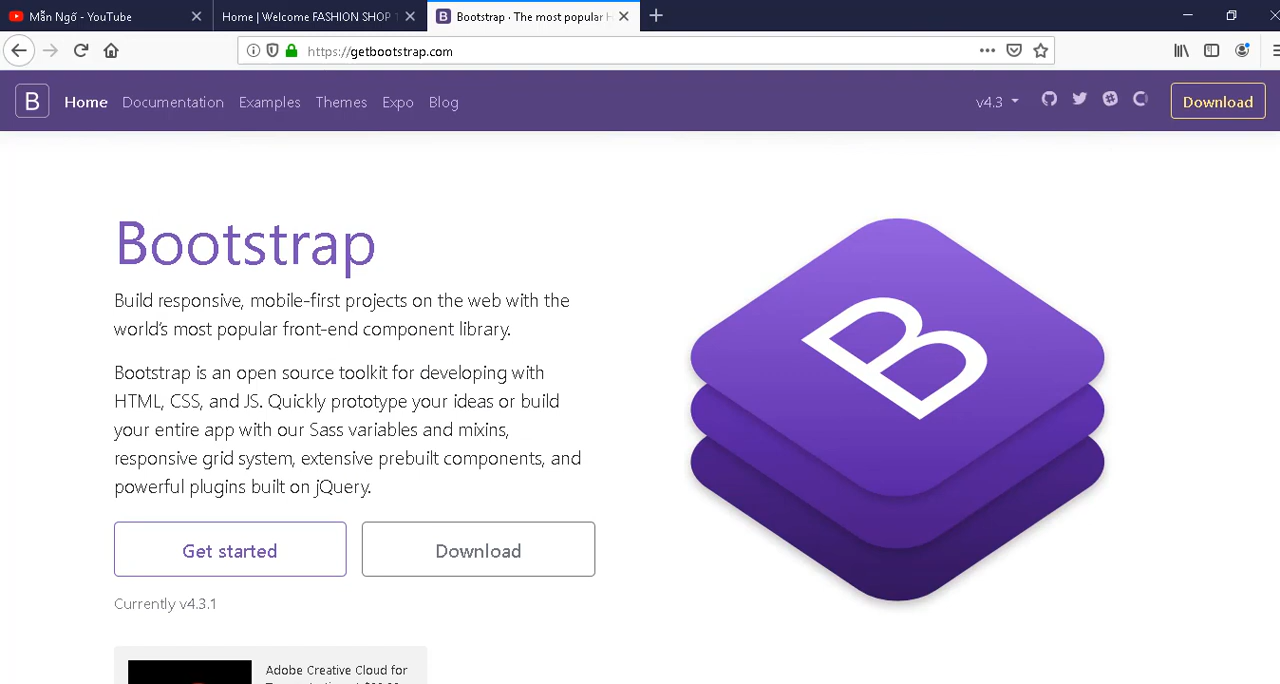 Mẫn Ngố - YouTube
Home | Welcome FASHION SHOP
Bootstrap · The most popular
https://getbootstrap.com
B Home Documentation Examples Themes Expo Blog v4.3 Download
Bootstrap
Build responsive, mobile-first projects on the web with the
world's most popular front-end component library.
Bootstrap is an open source toolkit for developing with
HTML, CSS, and JS. Quickly prototype your ideas or build
your entire app with our Sass variables and mixins,
responsive grid system, extensive prebuilt components, and
powerful plugins built on jQuery.
B
Get started Download
Currently v4.3.1
Adobe Creative Cloud for